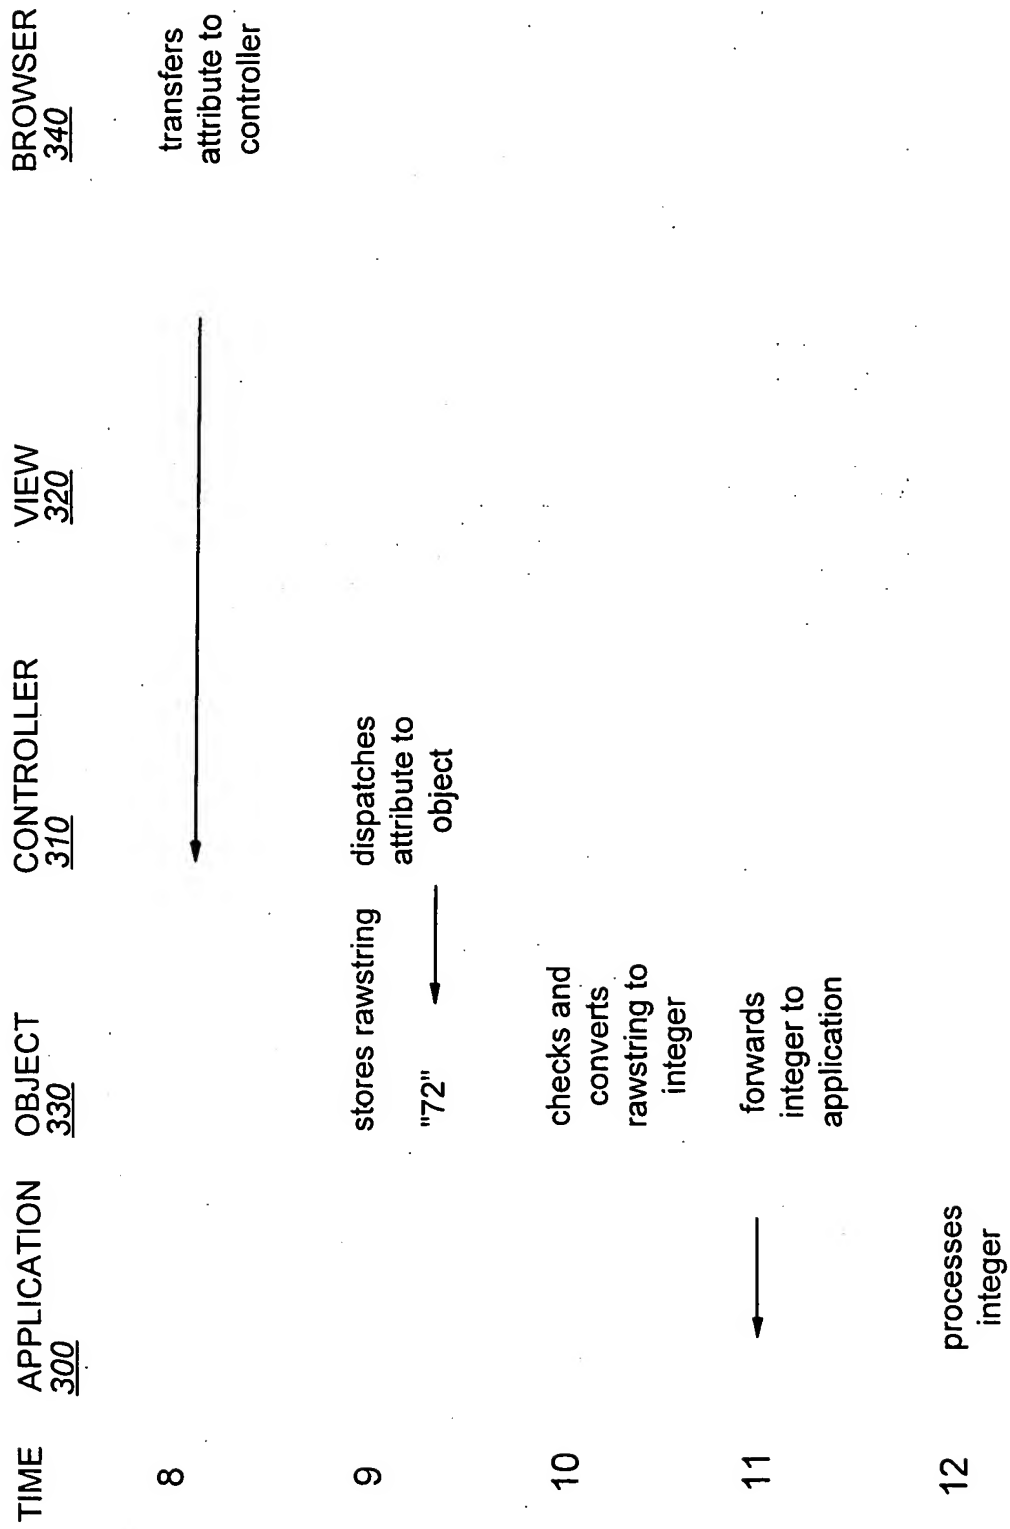 TIME APPLICATION OBJECT CONTROLLER VIEW BROWSER
300 330 310 320 340
8 transfers
attribute to
controller
9 stores rawstring dispatches
attribute to
"72" object
10 checks and
converts
rawstring to
integer
11 forwards
integer to
application
12 processes
integer